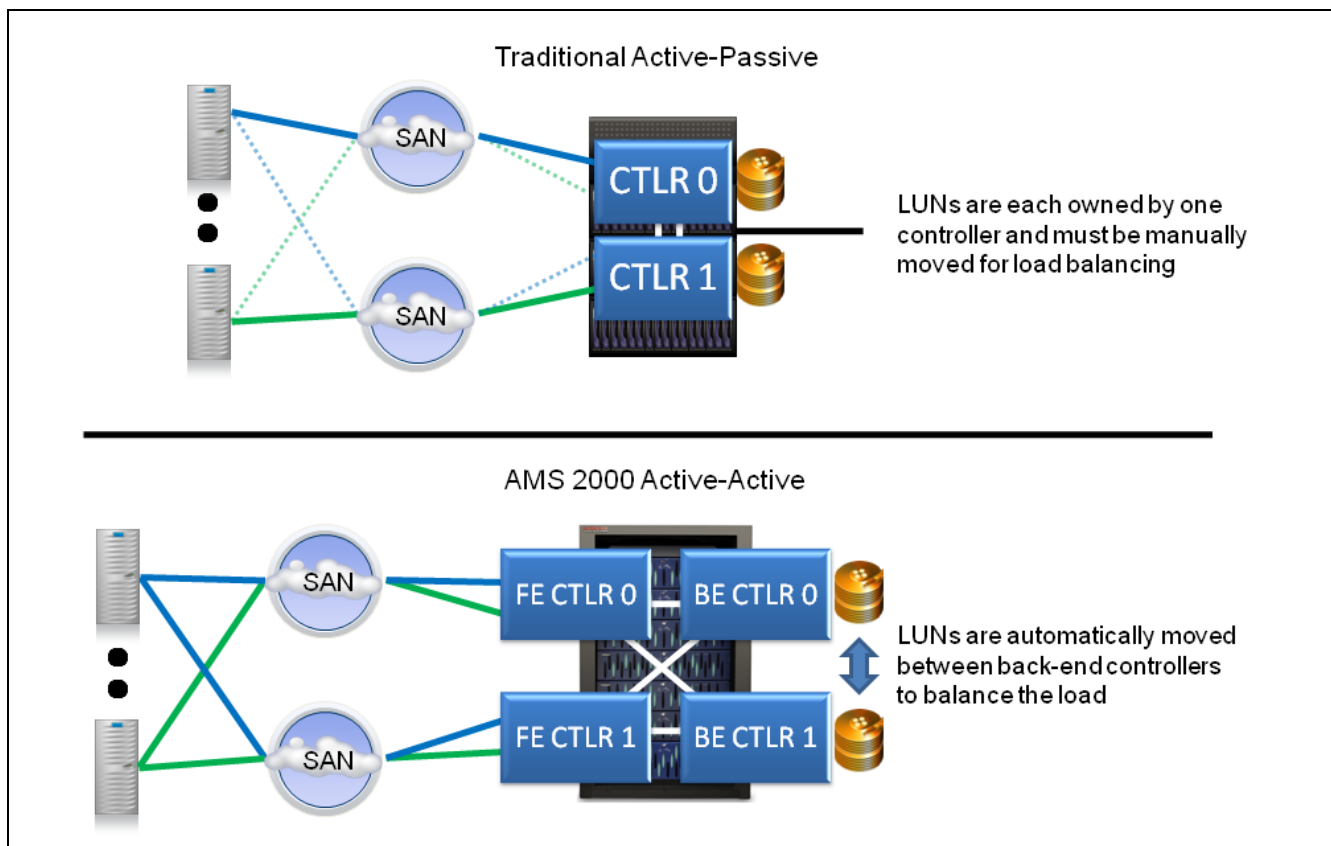 Traditional Active-Passive
SAN
CTLR 0
LUNs are each owned by one
controller and must be manually
moved for load balancing
CTLR 1
SAN
AMS 2000 Active-Active
SAN
FE CTLR 0
BE CTLR 0
LUNs are automatically moved
between back-end controllers
to balance the load
FE CTLR 1
BE CTLR 1
SAN